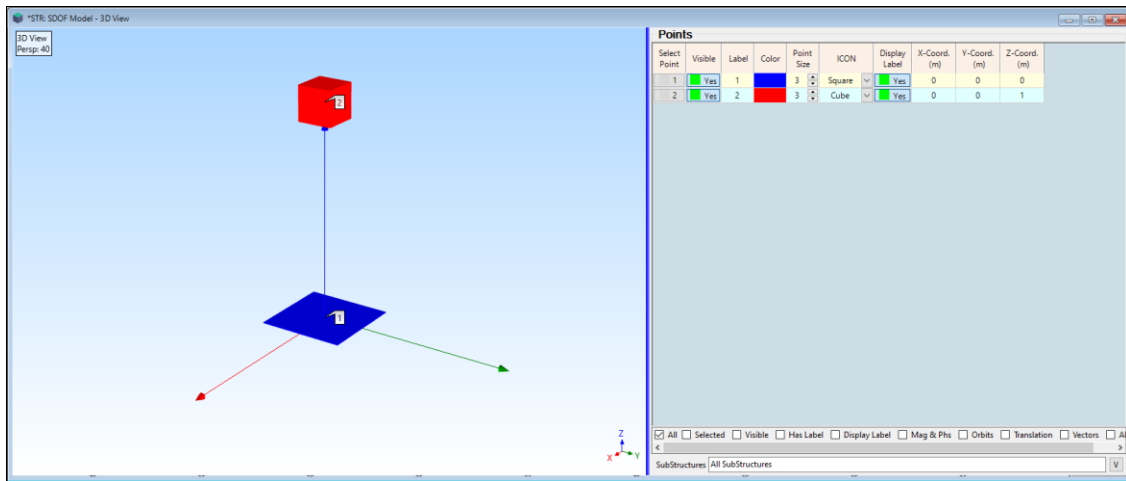 *STR: SDOF Model - 3D View
3D View
Persp: 40
2
1
Z
X Y
Points
Select Point Visible Label Color Point Size ICON Display Label X-Coord. (m) Y-Coord. (m) Z-Coord. (m)
1 Yes 1 3 Square Yes 0 0 0
2 Yes 2 3 Cube Yes 0 0 1
All Selected Visible Has Label Display Label Mag & Phs Orbits Translation Vectors
SubStructures All SubStructures V